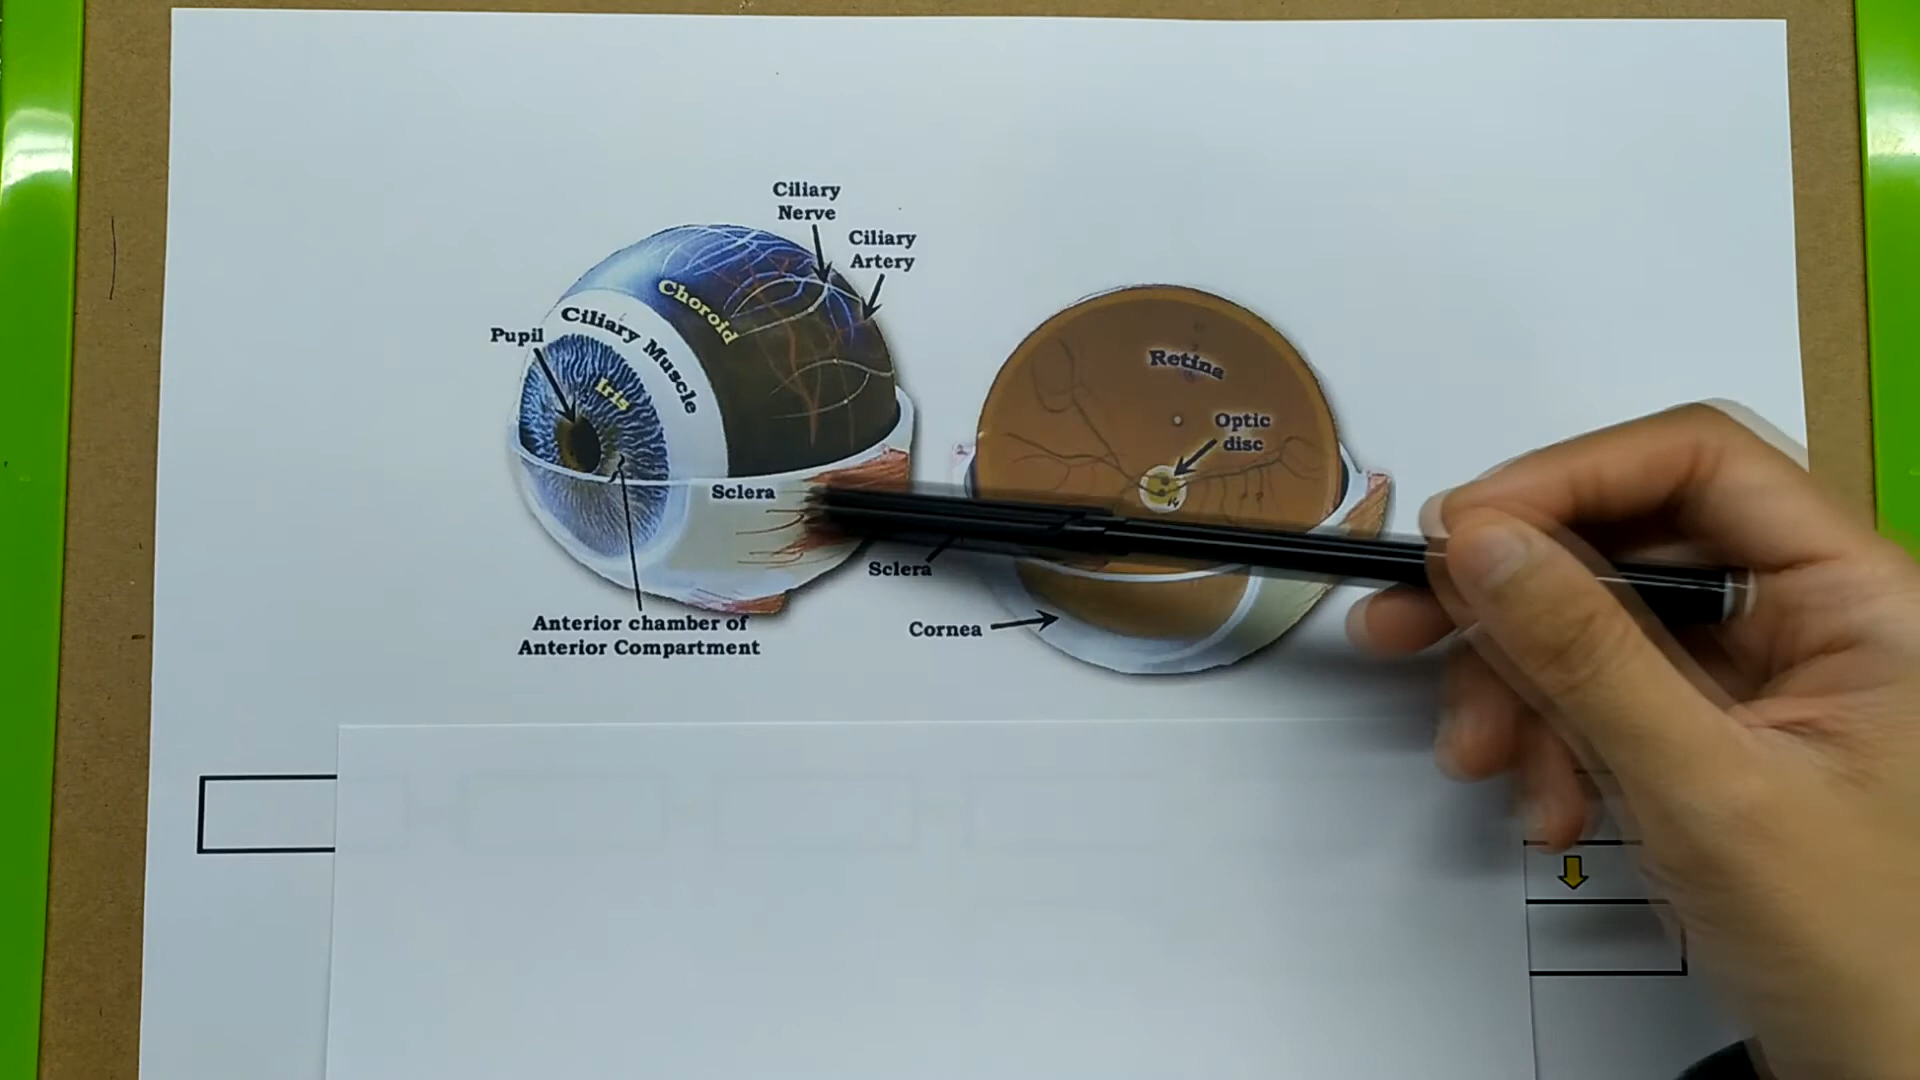 Ciliary
Nerve
Ciliary
Artery
Choroid
Ciliary Muscle
Pupil
Iris
Sclera
Anterior chamber of
Anterior Compartment
Retina
Optic
disc
Sclera
Cornea